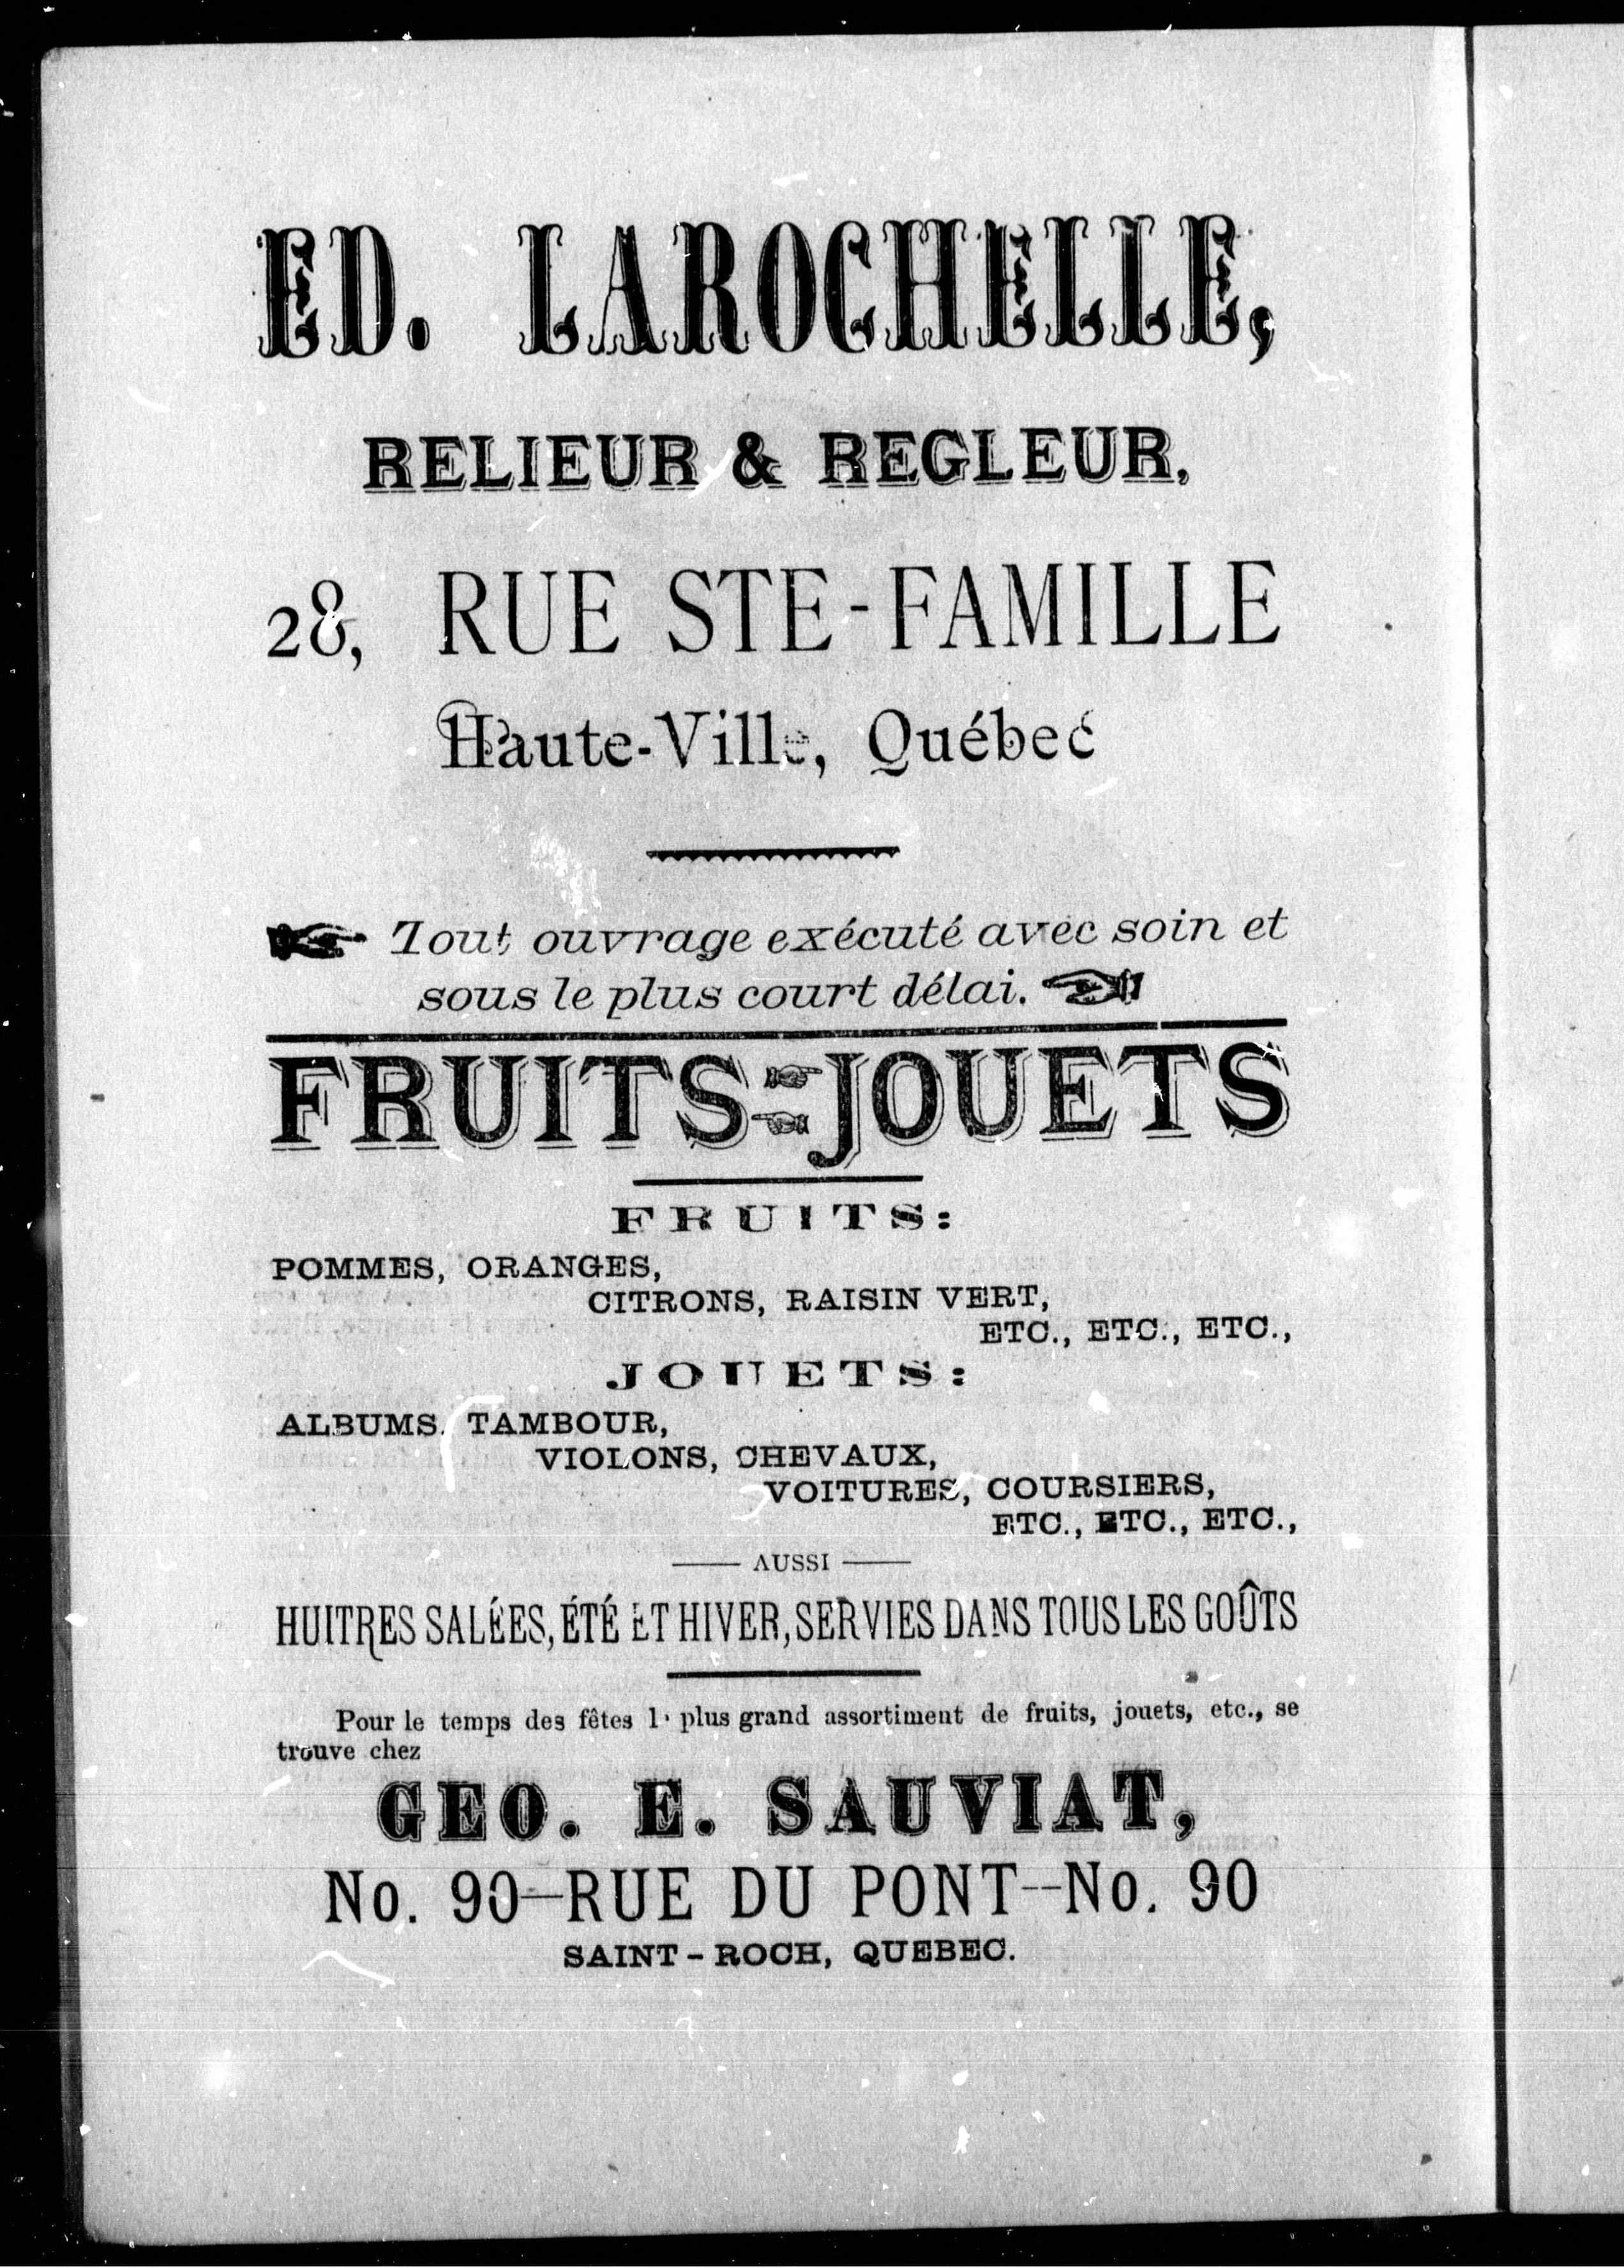 ED. LAROCHELLE,
RELIEUR & REGLEUR,
28, RUE STE-FAMILLE
Haute-Ville, Québec
Tout ouvrage exécuté avec soin et
sous le plus court délai.
FRUITS-JOUETS
FRUITS:
POMMES, ORANGES,
CITRONS, RAISIN VERT,
ETC., ETC., ETC.,
JOUETS:
ALBUMS. TAMBOUR,
VIOLONS, CHEVAUX,
VOITURES, COURSIERS,
ETC., ETC., ETC.,
AUSSI
HUITRES SALÉES, ÉTÉ ET HIVER, SERVIES DANS TOUS LES GOÛTS
Pour le temps des fêtes l plus grand assortiment de fruits, jouets, etc., se
trouve chez
GEO. E. SAUVIAT,
No. 90—RUE DU PONT--No. 90
SAINT-ROCH, QUEBEC.